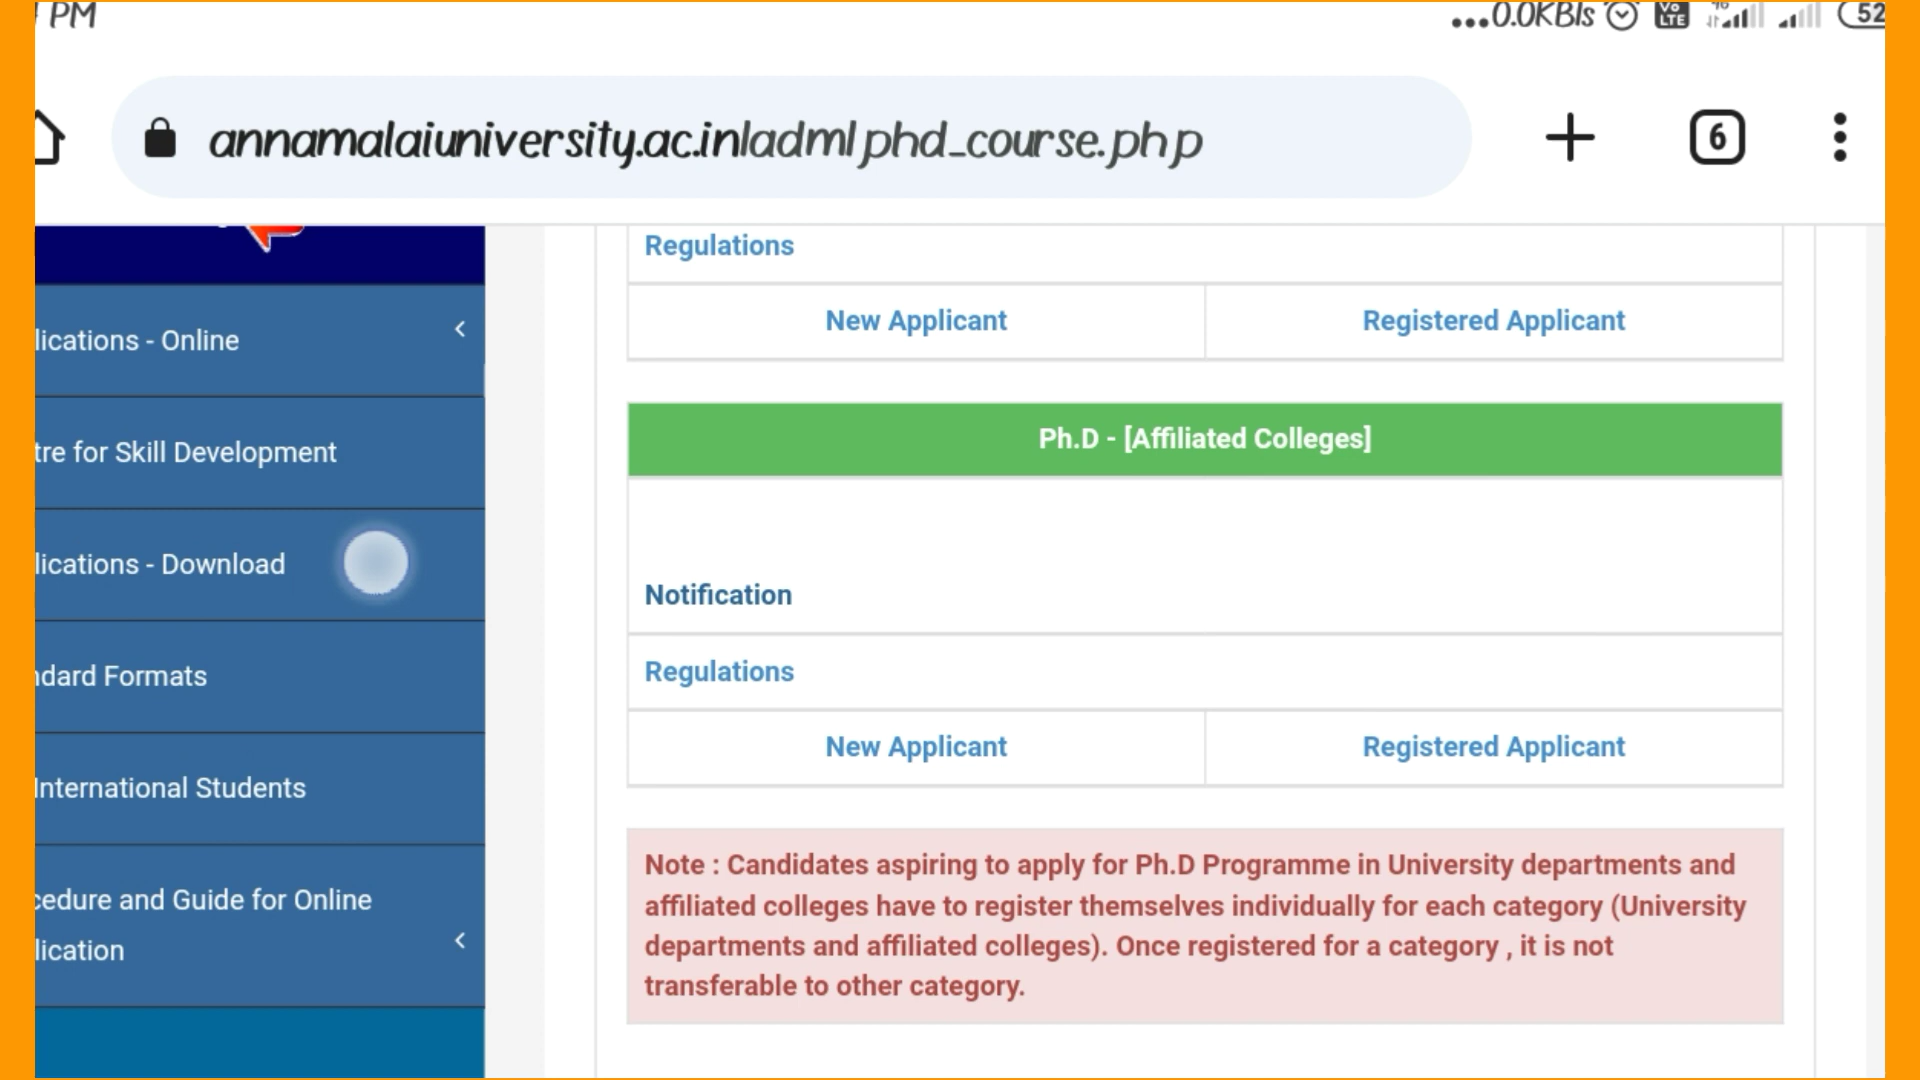 PM
...0.0KB/s
Vo LTE
4G
52
annamalaiuniversity.ac.in/adm/phd_course.php
6
lications - Online
tre for Skill Development
lications - Download
ndard Formats
International Students
cedure and Guide for Online
lication
Regulations
New Applicant
Registered Applicant
Ph.D - [Affiliated Colleges]
Notification
Regulations
New Applicant
Registered Applicant
Note : Candidates aspiring to apply for Ph.D Programme in University departments and
affiliated colleges have to register themselves individually for each category (University
departments and affiliated colleges). Once registered for a category , it is not
transferable to other category.